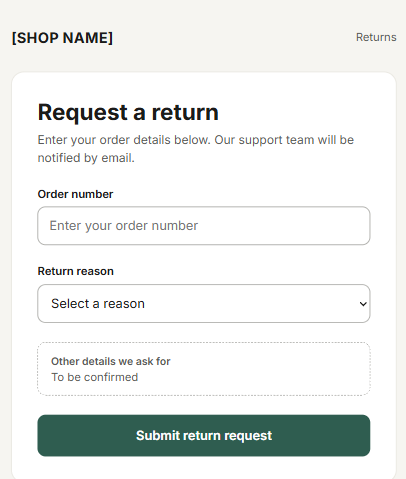 [SHOP NAME]
Returns
Request a return
Enter your order details below. Our support team will be
notified by email.
Order number
Enter your order number
Return reason
Select a reason
Other details we ask for
To be confirmed
Submit return request